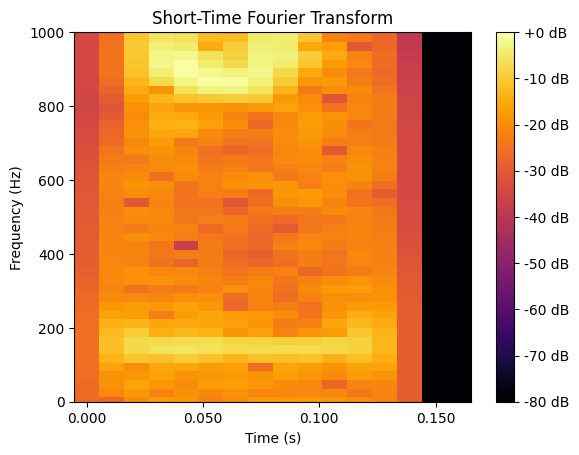 Short-Time Fourier Transform
Frequency (Hz)
1000
800
600
400
200
0
0.000
0.050
0.100
0.150
Time (s)
+0 dB
-10 dB
-20 dB
-30 dB
-40 dB
-50 dB
-60 dB
-70 dB
-80 dB